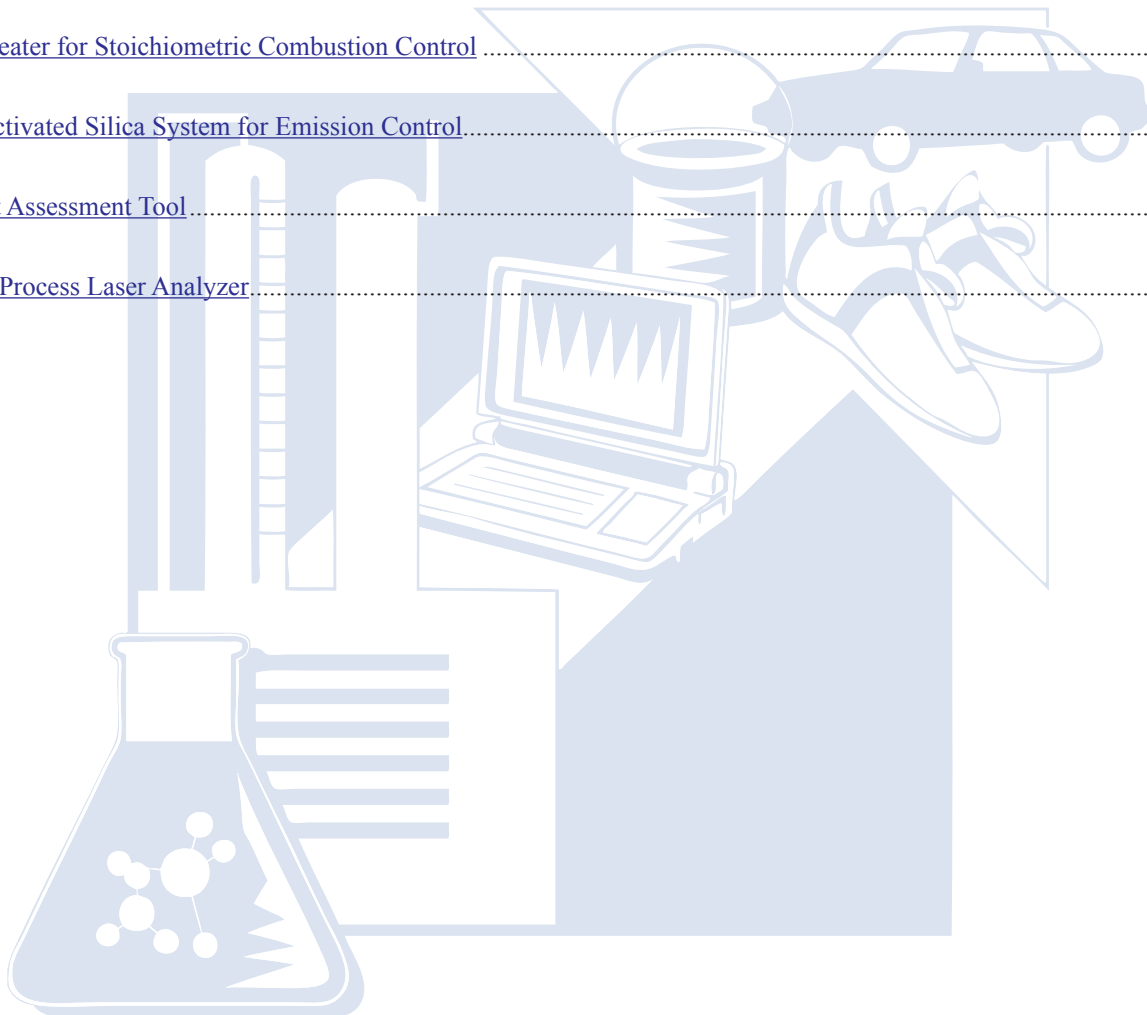 eater for Stoichiometric Combustion Control
ctivated Silica System for Emission Control
Assessment Tool
Process Laser Analyzer